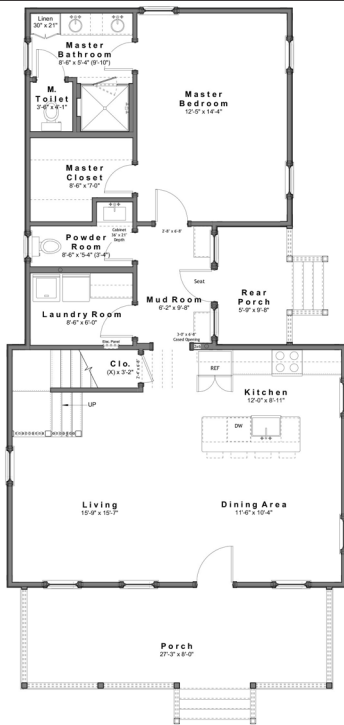 Linen
30" x 21"
Master
Bathroom
8'-6" x 5'-4" (9'-10")
M.
Toilet
3'-6" x 4'-1"
Master
Bedroom
12'-5" x 14'-4"
Master
Closet
8'-6" x '7-0"
Cabinet
16" x 21"
Depth
2'-8" x 6'-8"
Powder
Room
8'-6" x '5-4" (3'-4")
Seat
Mud Room
6'-2" x 9'-8"
Rear
Porch
5'-9" x 9'-8"
Laundry Room
8'-6" x 6'-0"
Elec. Panel
3'-0" x 6'-8"
Cased Opening
Clo.
(X) x 3'-2"
REF
Kitchen
12'-0" x 8'-11"
UP
DW
Living
15'-9" x 15'-7"
Dining Area
11'-6" x 10'-4"
Porch
27'-3" x 8'-0"